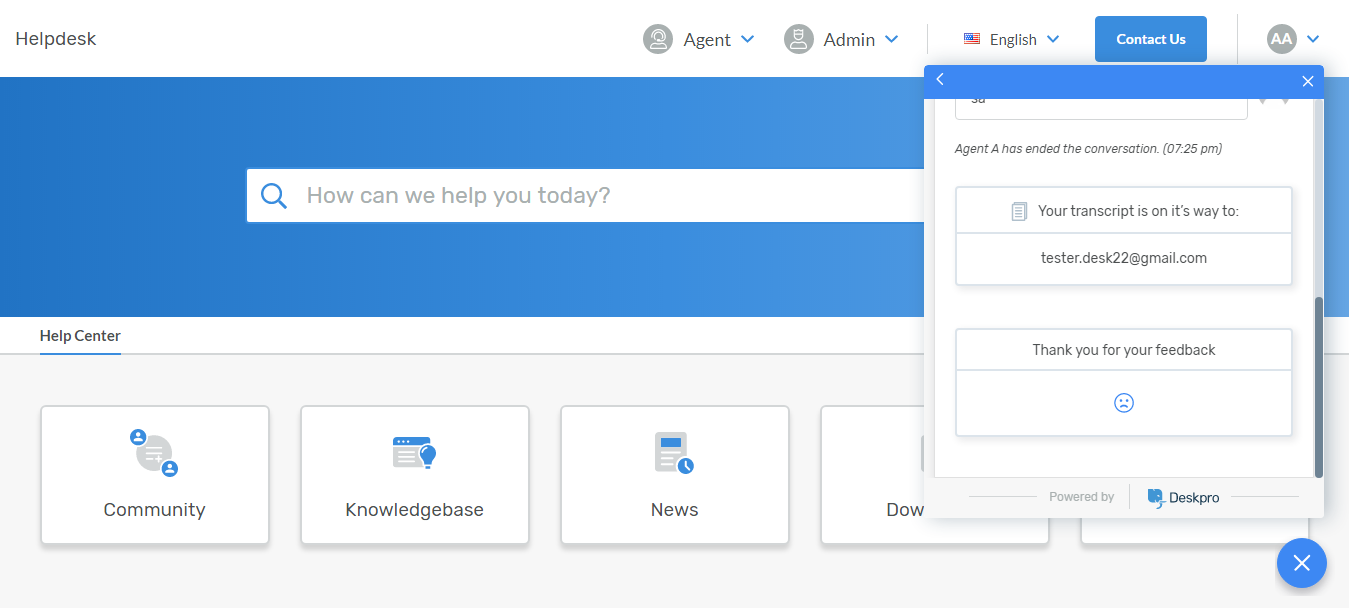 Helpdesk
Agent
Admin
English
Contact Us
AA
How can we help you today?
sa
Agent A has ended the conversation. (07:25 pm)
Your transcript is on it’s way to:
tester.desk22@gmail.com
Thank you for your feedback
Powered by
Deskpro
Help Center
Community
Knowledgebase
News
Dow